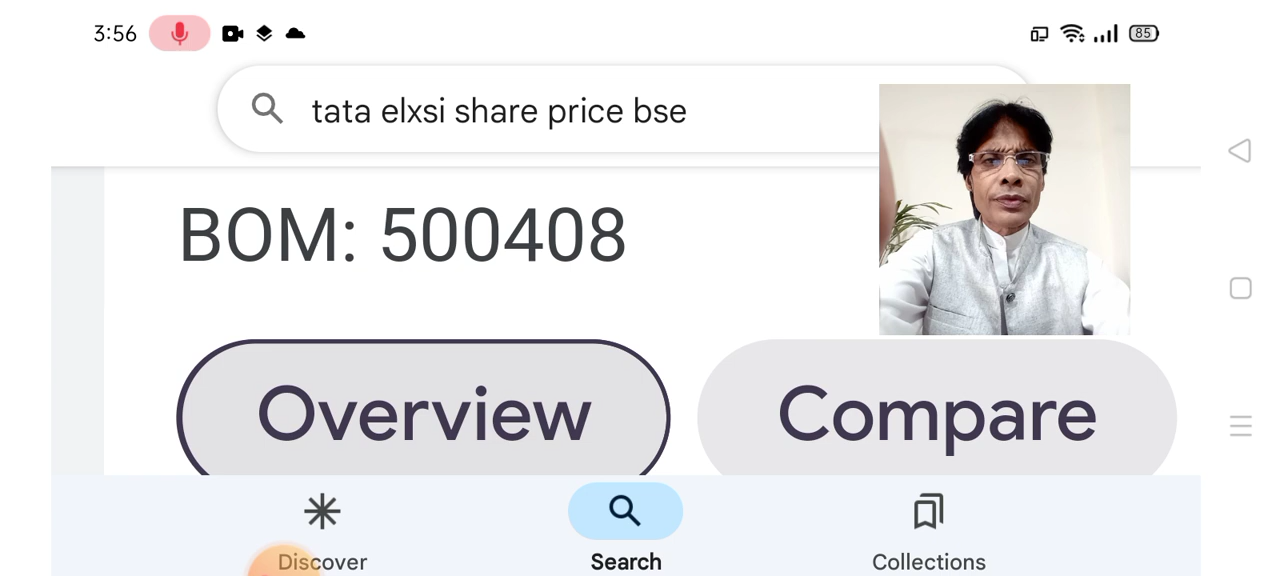 3:56
85
tata elxsi share price bse
BOM: 500408
Overview
Compare
Discover
Search
Collections